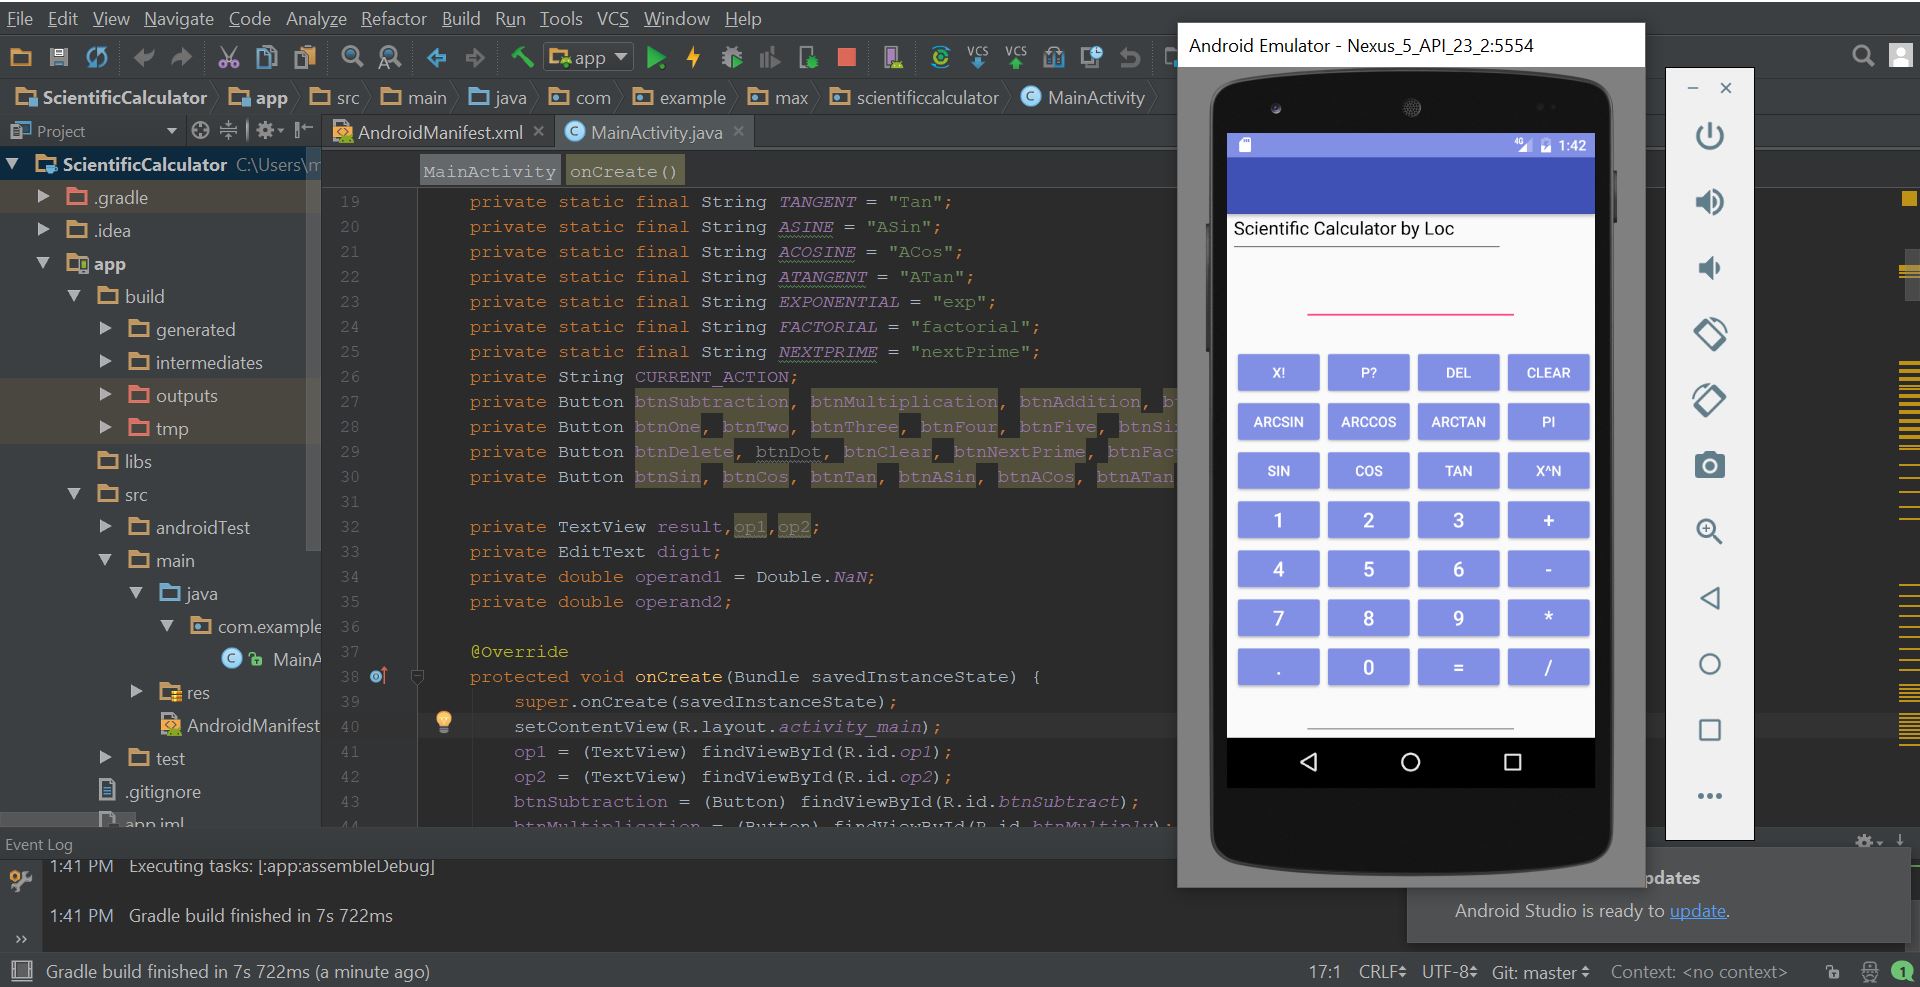 File Edit View Navigate Code Analyze Refactor Build Run Tools VCS Window Help
app
VCS VCS
ScientificCalculator app src main java com example max scientificcalculator MainActivity
Project
AndroidManifest.xml MainActivity.java
ScientificCalculator C:\Users\m
.gradle
.idea
app
build
generated
intermediates
outputs
tmp
libs
src
androidTest
main
java
com.example
MainA
res
AndroidManifest
test
.gitignore
app.iml
MainActivity onCreate()
19 private static final String TANGENT = "Tan";
20 private static final String ASINE = "ASin";
21 private static final String ACOSINE = "ACos";
22 private static final String ATANGENT = "ATan";
23 private static final String EXPONENTIAL = "exp";
24 private static final String FACTORIAL = "factorial";
25 private static final String NEXTPRIME = "nextPrime";
26 private String CURRENT_ACTION;
27 private Button btnSubtraction, btnMultiplication, btnAddition, b
28 private Button btnOne, btnTwo, btnThree, btnFour, btnFive, btnSi
29 private Button btnDelete, btnDot, btnClear, btnNextPrime, btnFac
30 private Button btnSin, btnCos, btnTan, btnASin, btnACos, btnATan
31
32 private TextView result,op1,op2;
33 private EditText digit;
34 private double operand1 = Double.NaN;
35 private double operand2;
36
37 @Override
38 protected void onCreate(Bundle savedInstanceState) {
39 super.onCreate(savedInstanceState);
40 setContentView(R.layout.activity_main);
41 op1 = (TextView) findViewById(R.id.op1);
42 op2 = (TextView) findViewById(R.id.op2);
43 btnSubtraction = (Button) findViewById(R.id.btnSubtract);
44 btnMultiplication = (Button) findViewById(R.id.btnMultiply);
Android Emulator - Nexus_5_API_23_2:5554
4G 1:42
Scientific Calculator by Loc
X! P? DEL CLEAR
ARCSIN ARCCOS ARCTAN PI
SIN COS TAN X^N
1 2 3 +
4 5 6 -
7 8 9 *
. 0 = /
Event Log
1:41 PM Executing tasks: [:app:assembleDebug]
1:41 PM Gradle build finished in 7s 722ms
pdates
Android Studio is ready to update.
Gradle build finished in 7s 722ms (a minute ago)
17:1 CRLF UTF-8 Git: master Context: <no context> 1